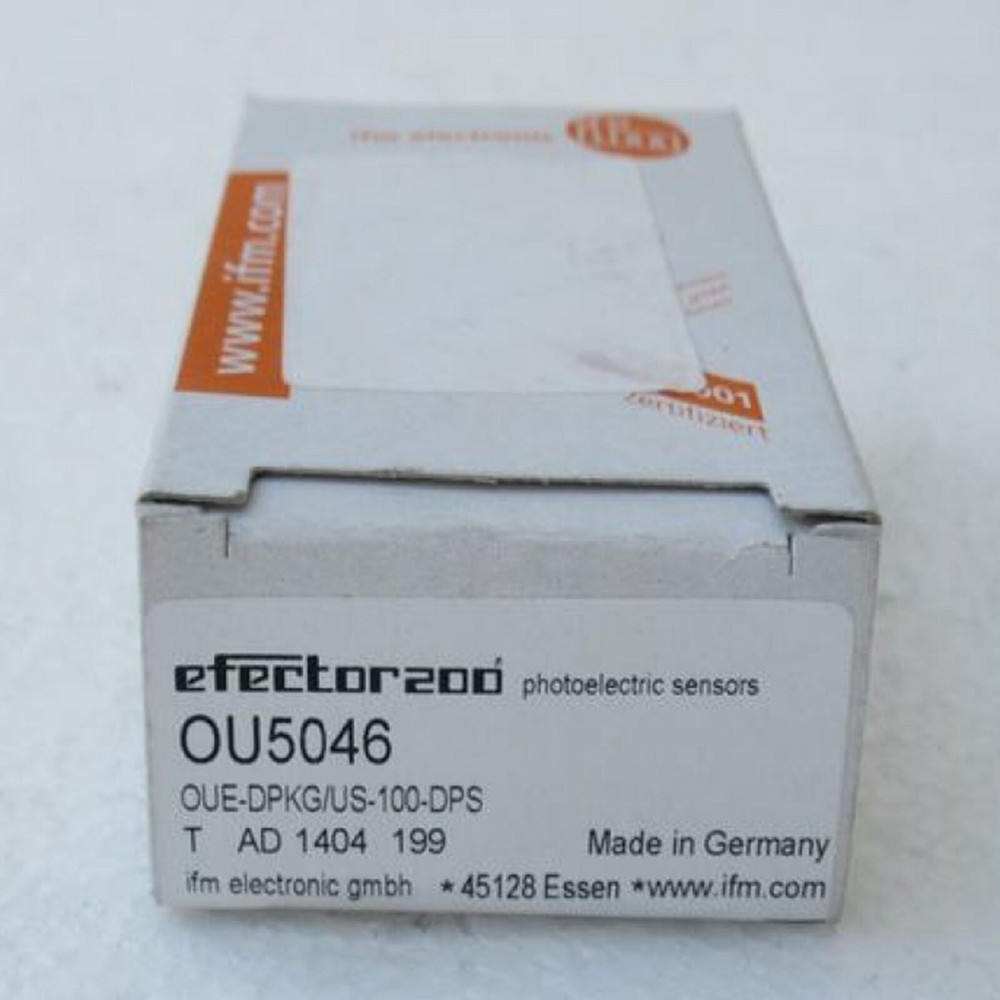 ifm electronic
www.ifm.com
001
zertifiziert
efector200 photoelectric sensors
OU5046
OUE-DPKG/US-100-DPS
T AD 1404 199 Made in Germany
ifm electronic gmbh *45128 Essen *www.ifm.com